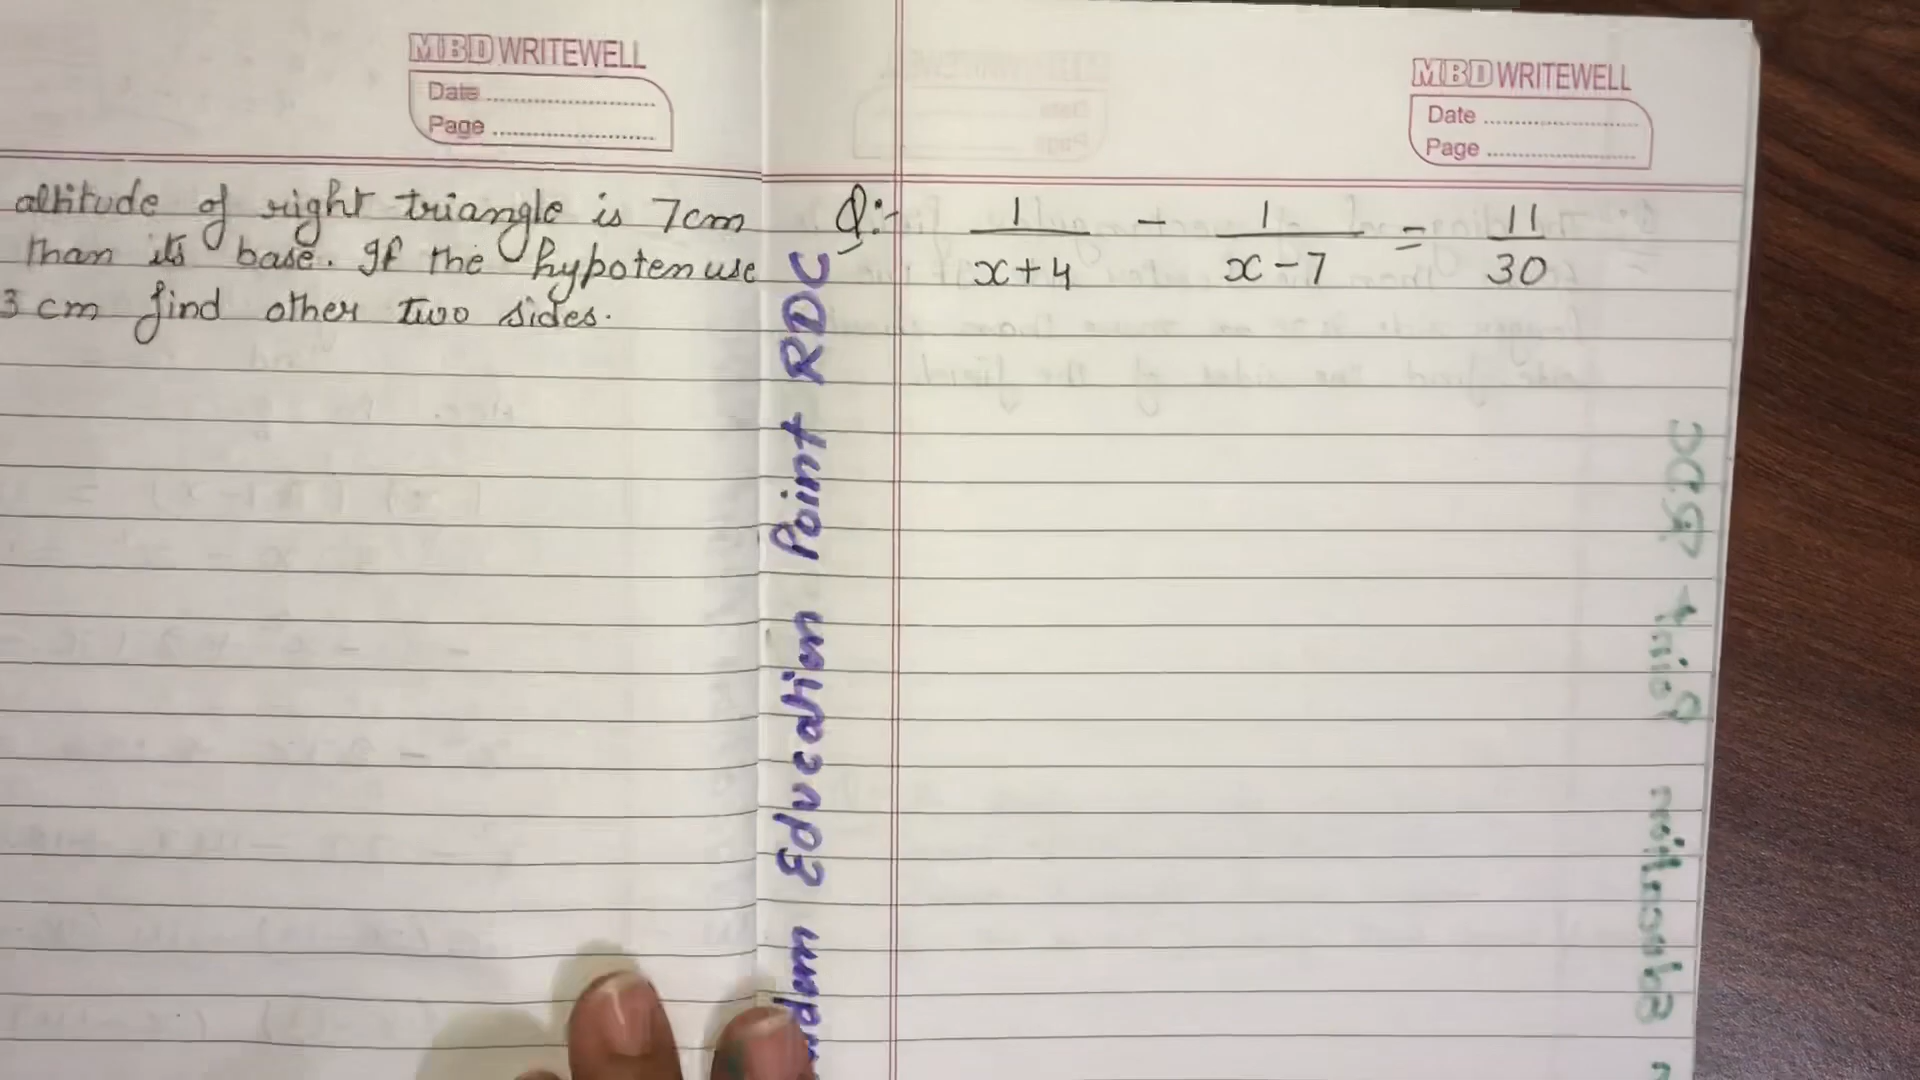 MBD WRITEWELL
Date
Page
altitude of right triangle is 7cm
than its base. If the hypotenuse
3 cm find other two sides.
Education Point RDC
MBD WRITEWELL
Date
Page
Q:- 1/(x+4) - 1/(x-7) = 11/30